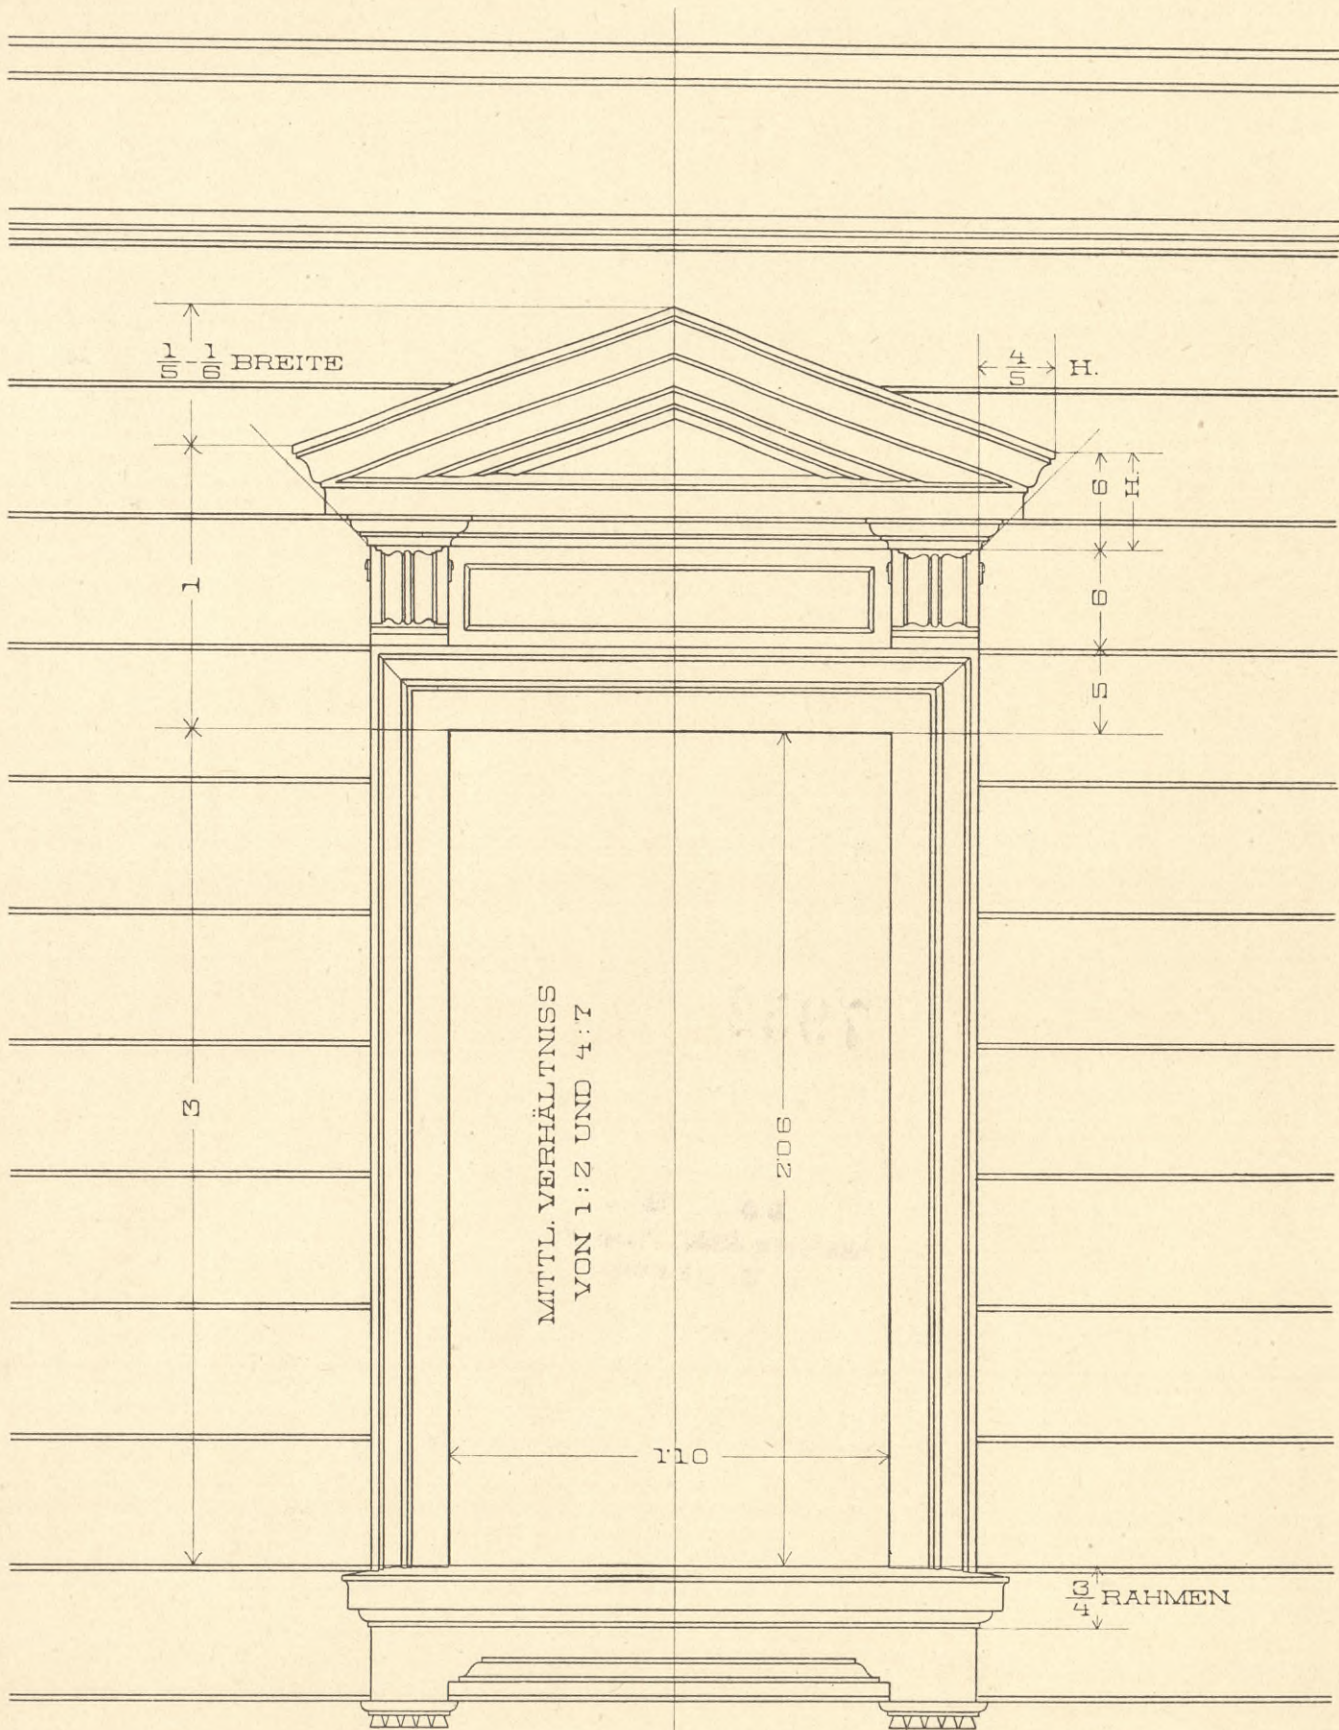 1/5 - 1/6 BREITE
4/5 H.
6
H.
1
6
5
MITTL. VERHÄLTNISS
VON 1:2 UND 4:7
3
2.06
1.10
3/4 RAHMEN